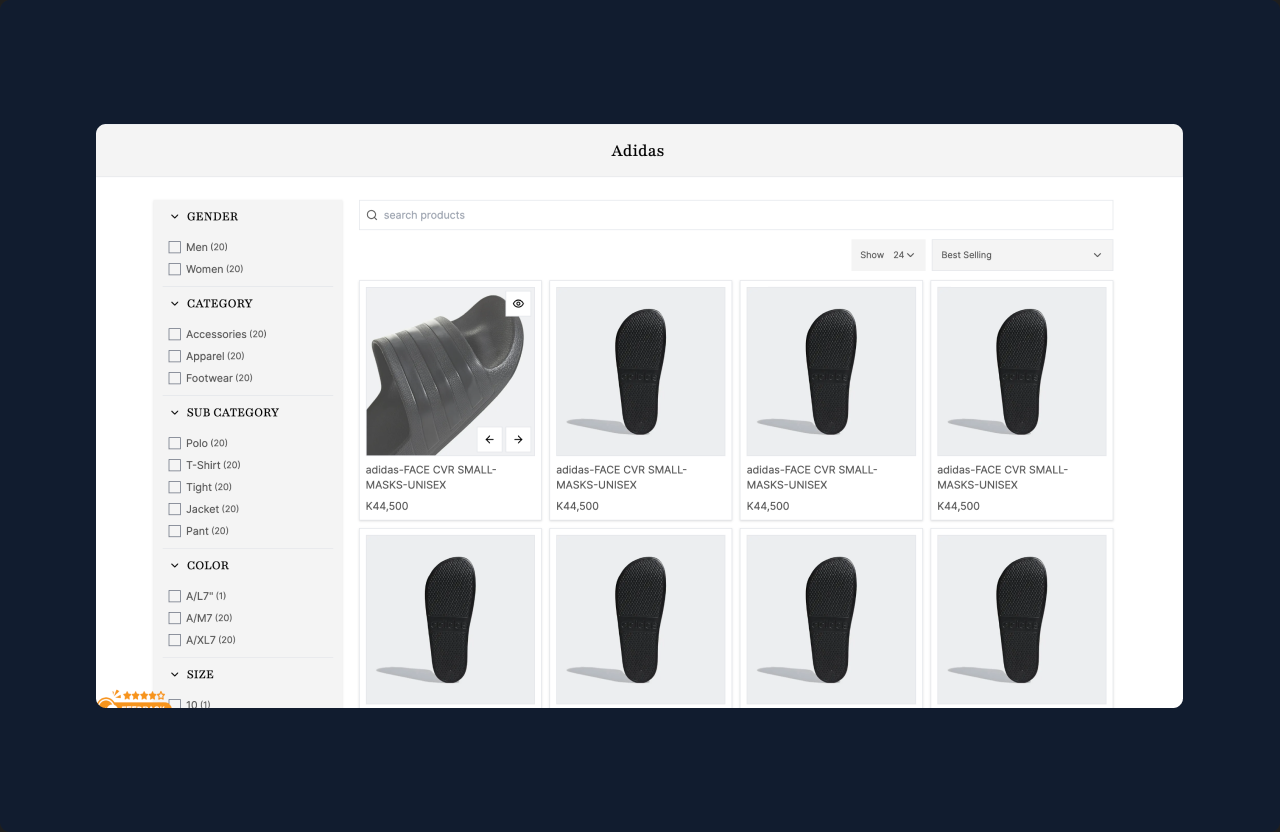 Adidas
GENDER
Men (20)
Women (20)
CATEGORY
Accessories (20)
Apparel (20)
Footwear (20)
SUB CATEGORY
Polo (20)
T-Shirt (20)
Tight (20)
Jacket (20)
Pant (20)
COLOR
A/L7" (1)
A/M7 (20)
A/XL7 (20)
SIZE
10 (1)
search products
Show 24
Best Selling
adidas-FACE CVR SMALL-
MASKS-UNISEX
K44,500
adidas-FACE CVR SMALL-
MASKS-UNISEX
K44,500
adidas-FACE CVR SMALL-
MASKS-UNISEX
K44,500
adidas-FACE CVR SMALL-
MASKS-UNISEX
K44,500